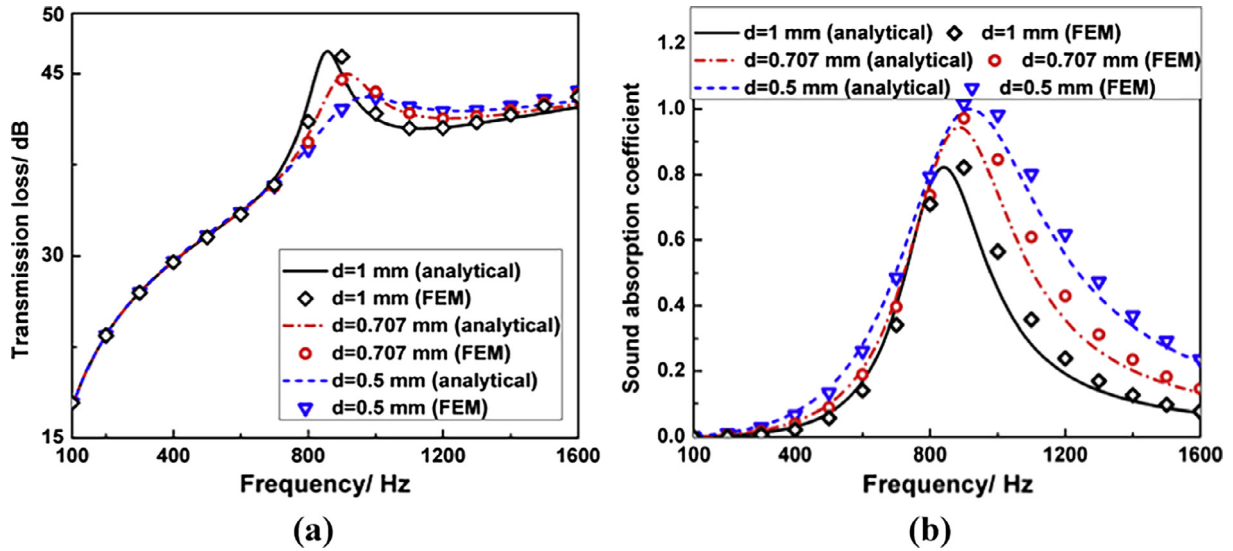 50
45
30
15
Transmission loss/ dB
d=1 mm (analytical)
d=1 mm (FEM)
d=0.707 mm (analytical)
d=0.707 mm (FEM)
d=0.5 mm (analytical)
d=0.5 mm (FEM)
100 400 800 1200 1600
Frequency/ Hz
(a)
d=1 mm (analytical) d=1 mm (FEM)
d=0.707 mm (analytical) d=0.707 mm (FEM)
d=0.5 mm (analytical) d=0.5 mm (FEM)
1.2
1.0
0.8
0.6
0.4
0.2
0.0
Sound absorption coefficient
100 400 800 1200 1600
Frequency/ Hz
(b)